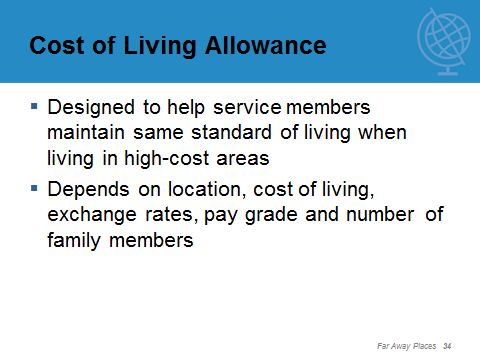 Cost of Living Allowance
▪ Designed to help service members
maintain same standard of living when
living in high-cost areas
▪ Depends on location, cost of living,
exchange rates, pay grade and number of
family members
Far Away Places 34